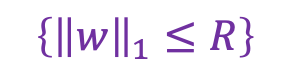 {‖w‖₁ ≤ R}